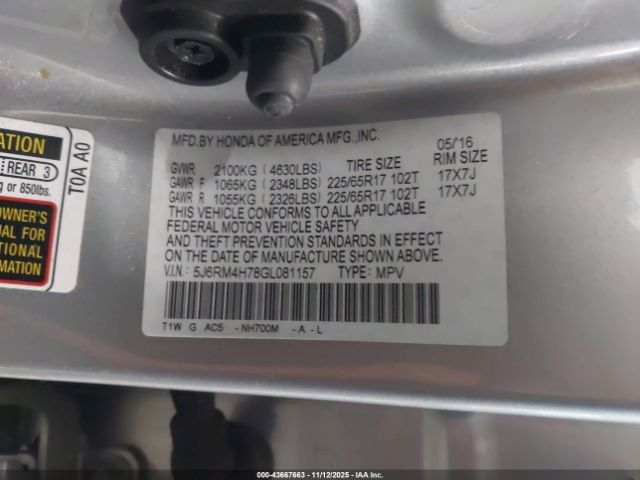 MFD.BY HONDA OF AMERICA MFG.,INC. 05/'16
GVWR 2100KG (4630LBS) TIRE SIZE RIM SIZE
GAWR F 1065KG (2348LBS) 225/65R17 102T 17X7J
GAWR R 1055KG (2326LBS) 225/65R17 102T 17X7J
THIS VEHICLE CONFORMS TO ALL APPLICABLE
FEDERAL MOTOR VEHICLE SAFETY
AND THEFT PREVENTION STANDARDS IN EFFECT
ON THE DATE OF MANUFACTURE SHOWN ABOVE.
V.I.N.: 5J6RM4H78GL081157 TYPE: MPV
T1W G AC5 -NH700M -A-L
ATION
REAR 3
g or 850lbs.
OWNER'S
UAL FOR
TIONAL
RMATION
T0A A0
000-43667663 - 11/12/2025 - IAA Inc.